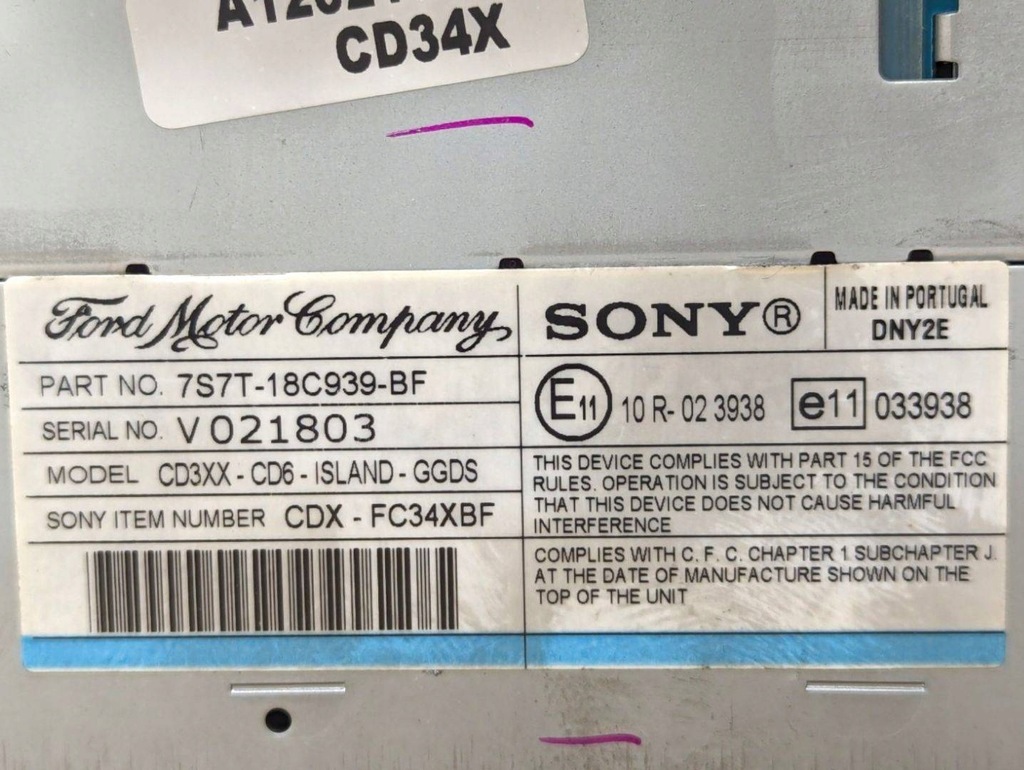 CD34X
Ford Motor Company
PART NO. 7S7T-18C939-BF
SERIAL NO. V 021803
MODEL CD3XX - CD6 - ISLAND - GGDS
SONY ITEM NUMBER CDX - FC34XBF
SONY®
MADE IN PORTUGAL
DNY2E
E11 10 R- 02 3938 e11 033938
THIS DEVICE COMPLIES WITH PART 15 OF THE FCC
RULES. OPERATION IS SUBJECT TO THE CONDITION
THAT THIS DEVICE DOES NOT CAUSE HARMFUL
INTERFERENCE
COMPLIES WITH C. F. C. CHAPTER 1 SUBCHAPTER J.
AT THE DATE OF MANUFACTURE SHOWN ON THE
TOP OF THE UNIT